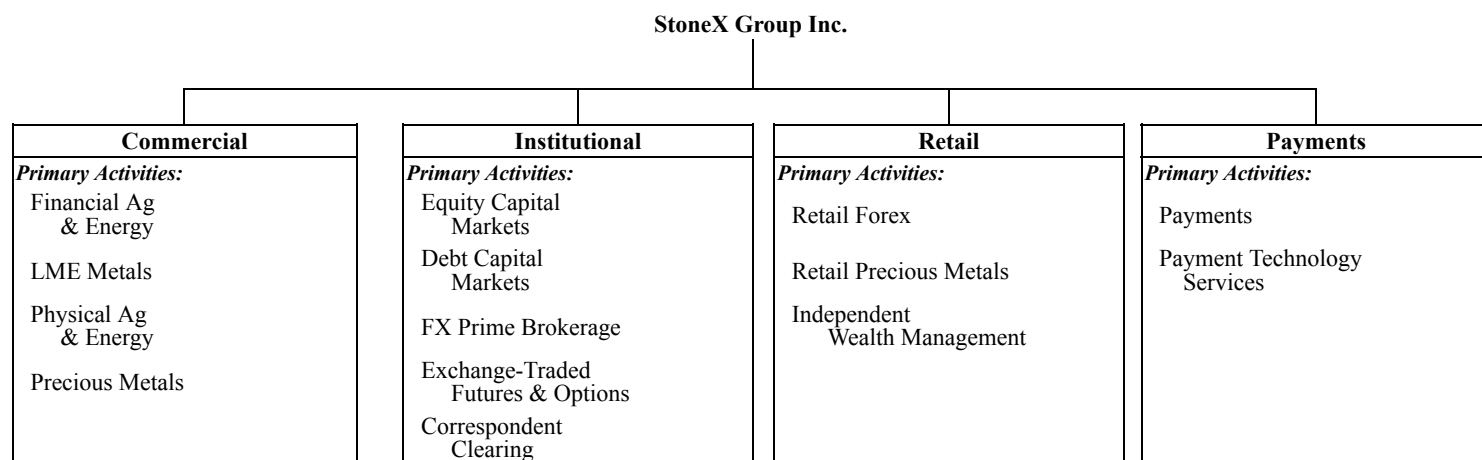 StoneX Group Inc.
Commercial
Primary Activities:
Financial Ag
& Energy
LME Metals
Physical Ag
& Energy
Precious Metals
Institutional
Primary Activities:
Equity Capital
Markets
Debt Capital
Markets
FX Prime Brokerage
Exchange-Traded
Futures & Options
Correspondent
Clearing
Retail
Primary Activities:
Retail Forex
Retail Precious Metals
Independent
Wealth Management
Payments
Primary Activities:
Payments
Payment Technology
Services